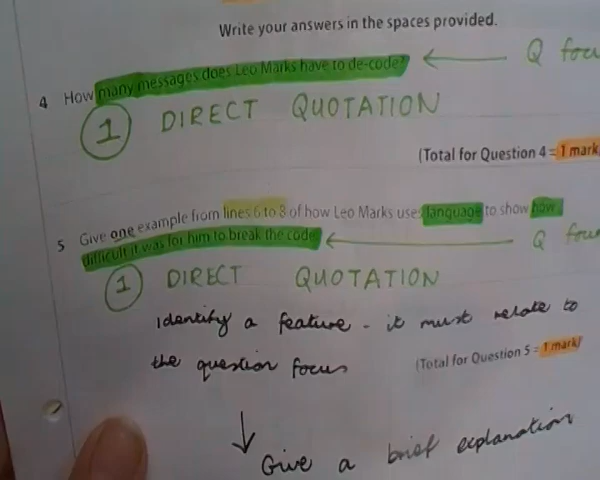 Write your answers in the spaces provided.
4 How many messages does Leo Marks have to de-code? ← Q
1 DIRECT QUOTATION
(Total for Question 4 = 1 mark
5 Give one example from lines 6 to 8 of how Leo Marks uses language to show how
difficult it was for him to break the code ← Q
1 DIRECT QUOTATION
Identify a feature - it must relate to
the question focus
(Total for Question 5 = 1 mark)
↓ Give a brief explanation